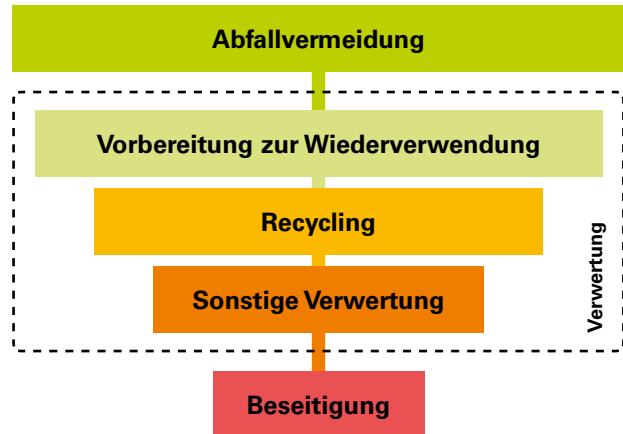 Abfallvermeidung
Vorbereitung zur Wiederverwendung
Recycling
Sonstige Verwertung
Verwertung
Beseitigung